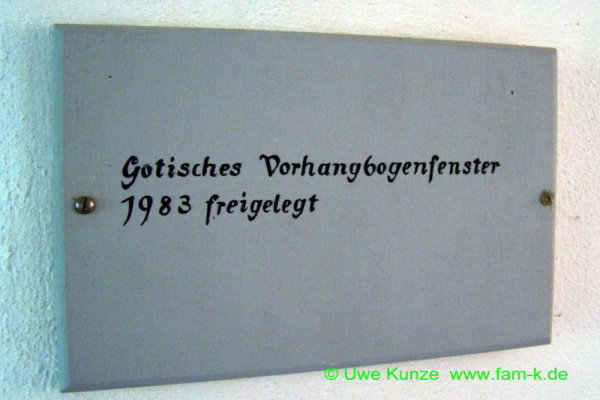 Gotisches Vorhangbogenfenster
1983 freigelegt
© Uwe Kunze www.fam-k.de